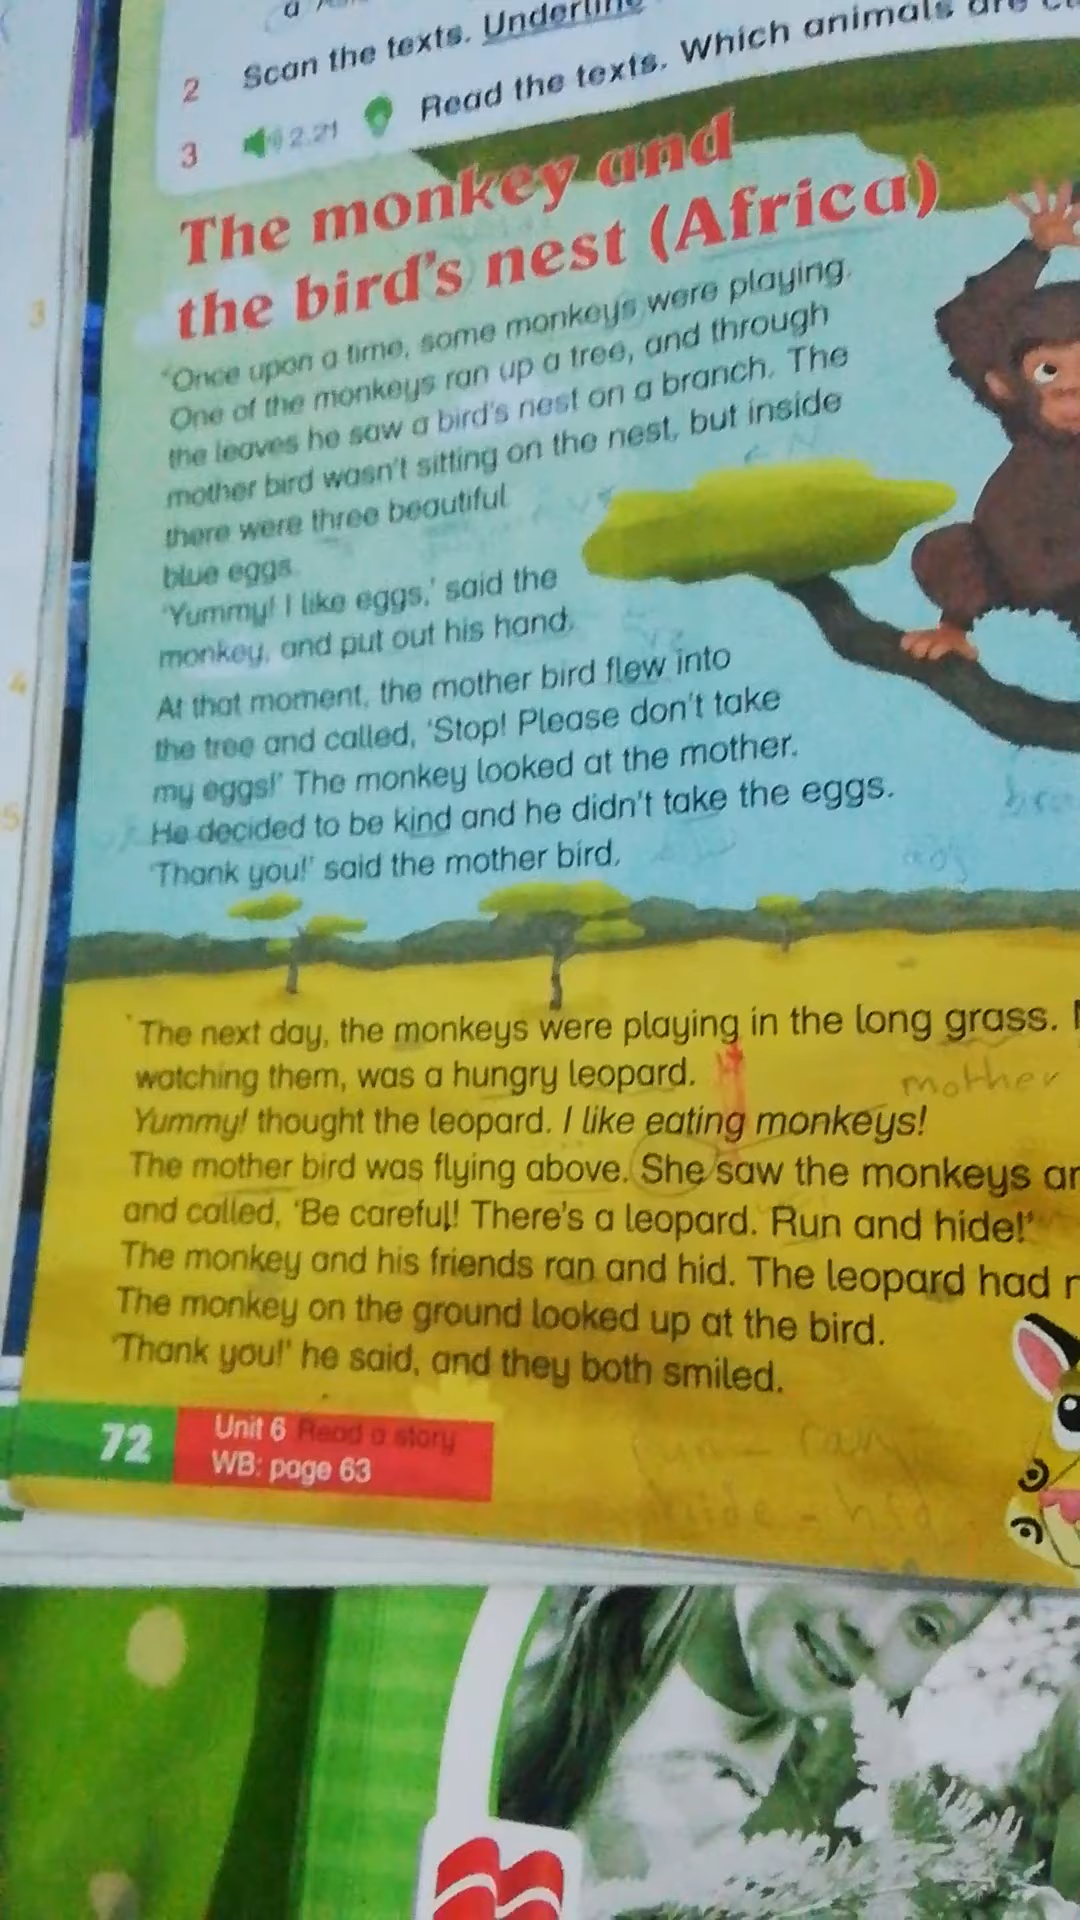 2 Scan the texts. Underline
3 2.21 Read the texts. Which animals are
The monkey and
the bird's nest (Africa)
'Once upon a time, some monkeys were playing.
One of the monkeys ran up a tree, and through
the leaves he saw a bird's nest on a branch. The
mother bird wasn't sitting on the nest, but inside
there were three beautiful
blue eggs.
'Yummy! I like eggs,' said the
monkey, and put out his hand.
At that moment, the mother bird flew into
the tree and called, 'Stop! Please don't take
my eggs!' The monkey looked at the mother.
He decided to be kind and he didn't take the eggs.
'Thank you!' said the mother bird.
The next day, the monkeys were playing in the long grass.
watching them, was a hungry leopard.
mother
Yummy! thought the leopard. I like eating monkeys!
The mother bird was flying above. She saw the monkeys
and called, 'Be careful! There's a leopard. Run and hide!'
The monkey and his friends ran and hid. The leopard had
The monkey on the ground looked up at the bird.
'Thank you!' he said, and they both smiled.
run - ran
hide - hid
72
Unit 6 Read a story
WB: page 63
3
4
5